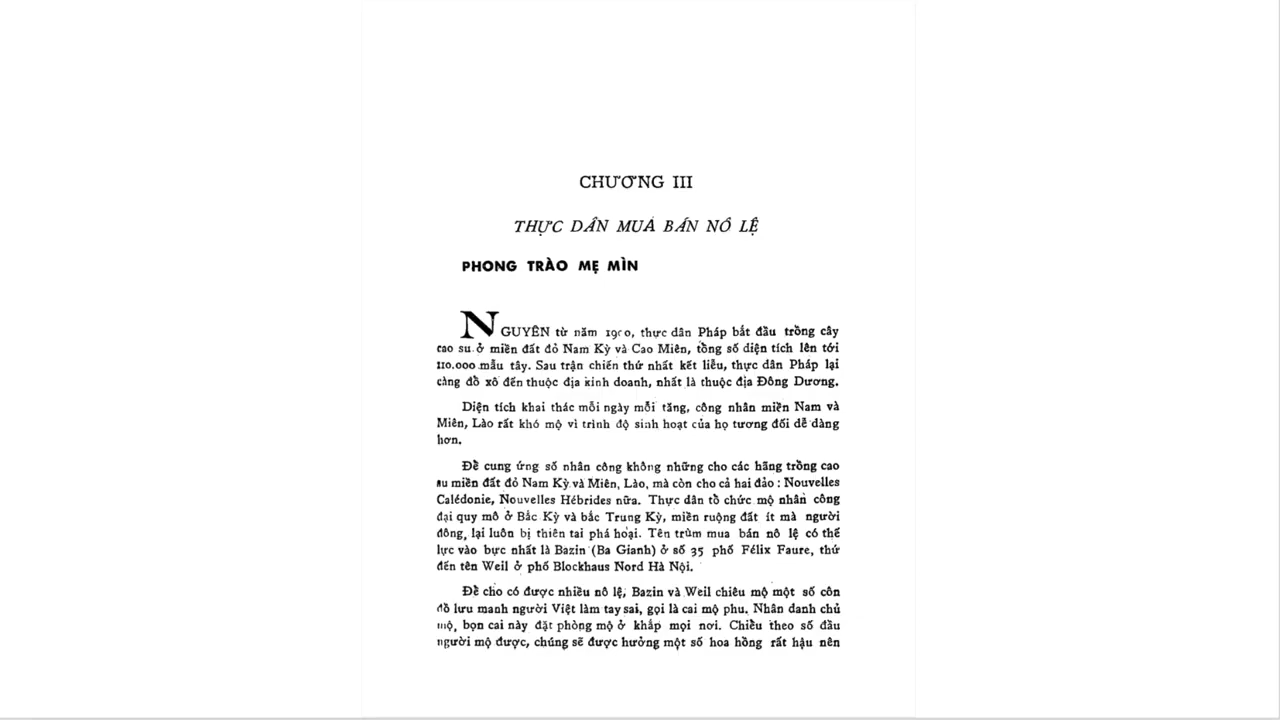 CHƯƠNG III
THỰC DÂN MUA BÁN NÔ LỆ
PHONG TRÀO MẸ MÌN
NGUYÊN từ năm 1900, thực dân Pháp bắt đầu trồng cây
cao su ở miền đất đỏ Nam Kỳ và Cao Miên, tổng số diện tích lên tới
110.000 mẫu tây. Sau trận chiến thứ nhất kết liễu, thực dân Pháp lại
càng đồ xô đến thuộc địa kinh doanh, nhất là thuộc địa Đông Dương.
Diện tích khai thác mỗi ngày mỗi tăng, công nhân miền Nam và
Miên, Lào rất khó mộ vì trình độ sinh hoạt của họ tương đối dễ dàng
hơn.
Để cung ứng số nhân công không những cho các hãng trồng cao
su miền đất đỏ Nam Kỳ và Miên, Lào, mà còn cho cả hai đảo : Nouvelles
Calédonie, Nouvelles Hébrides nữa. Thực dân tổ chức mộ nhân công
đại quy mô ở Bắc Kỳ và bắc Trung Kỳ, miền ruộng đất ít mà người
đông, lại luôn bị thiên tai phá hoại. Tên trùm mua bán nô lệ có thế
lực vào bực nhất là Bazin (Ba Gianh) ở số 35 phố Félix Faure, thứ
đến tên Weil ở phố Blockhaus Nord Hà Nội.
Để cho có được nhiều nô lệ, Bazin và Weil chiêu mộ một số côn
đồ lưu manh người Việt làm tay sai, gọi là cai mộ phu. Nhân danh chủ
mộ, bọn cai này đặt phòng mộ ở khắp mọi nơi. Chiếu theo số đầu
người mộ được, chúng sẽ được hưởng một số hoa hồng rất hậu nên